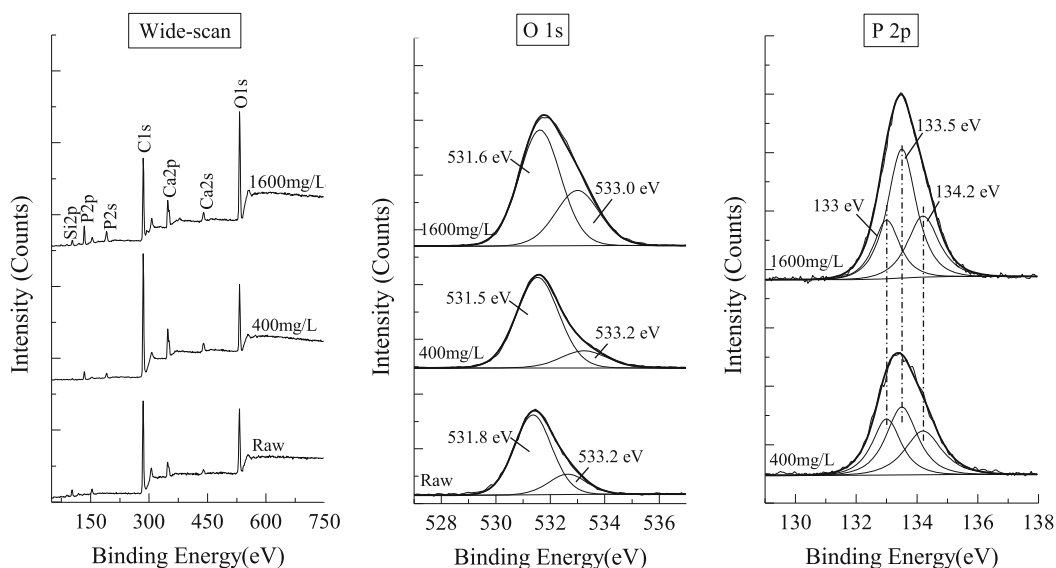 Wide-scan
Intensity (Counts)
Si2p
P2p
P2s
C1s
Ca2p
Ca2s
O1s
1600mg/L
400mg/L
Raw
150 300 450 600 750
Binding Energy(eV)
O 1s
Intensity (Counts)
531.6 eV
533.0 eV
1600mg/L
531.5 eV
533.2 eV
400mg/L
531.8 eV
533.2 eV
Raw
528 530 532 534 536
Binding Energy(eV)
P 2p
Intensity (Counts)
133.5 eV
134.2 eV
133 eV
1600mg/L
400mg/L
130 132 134 136 138
Binding Energy(eV)